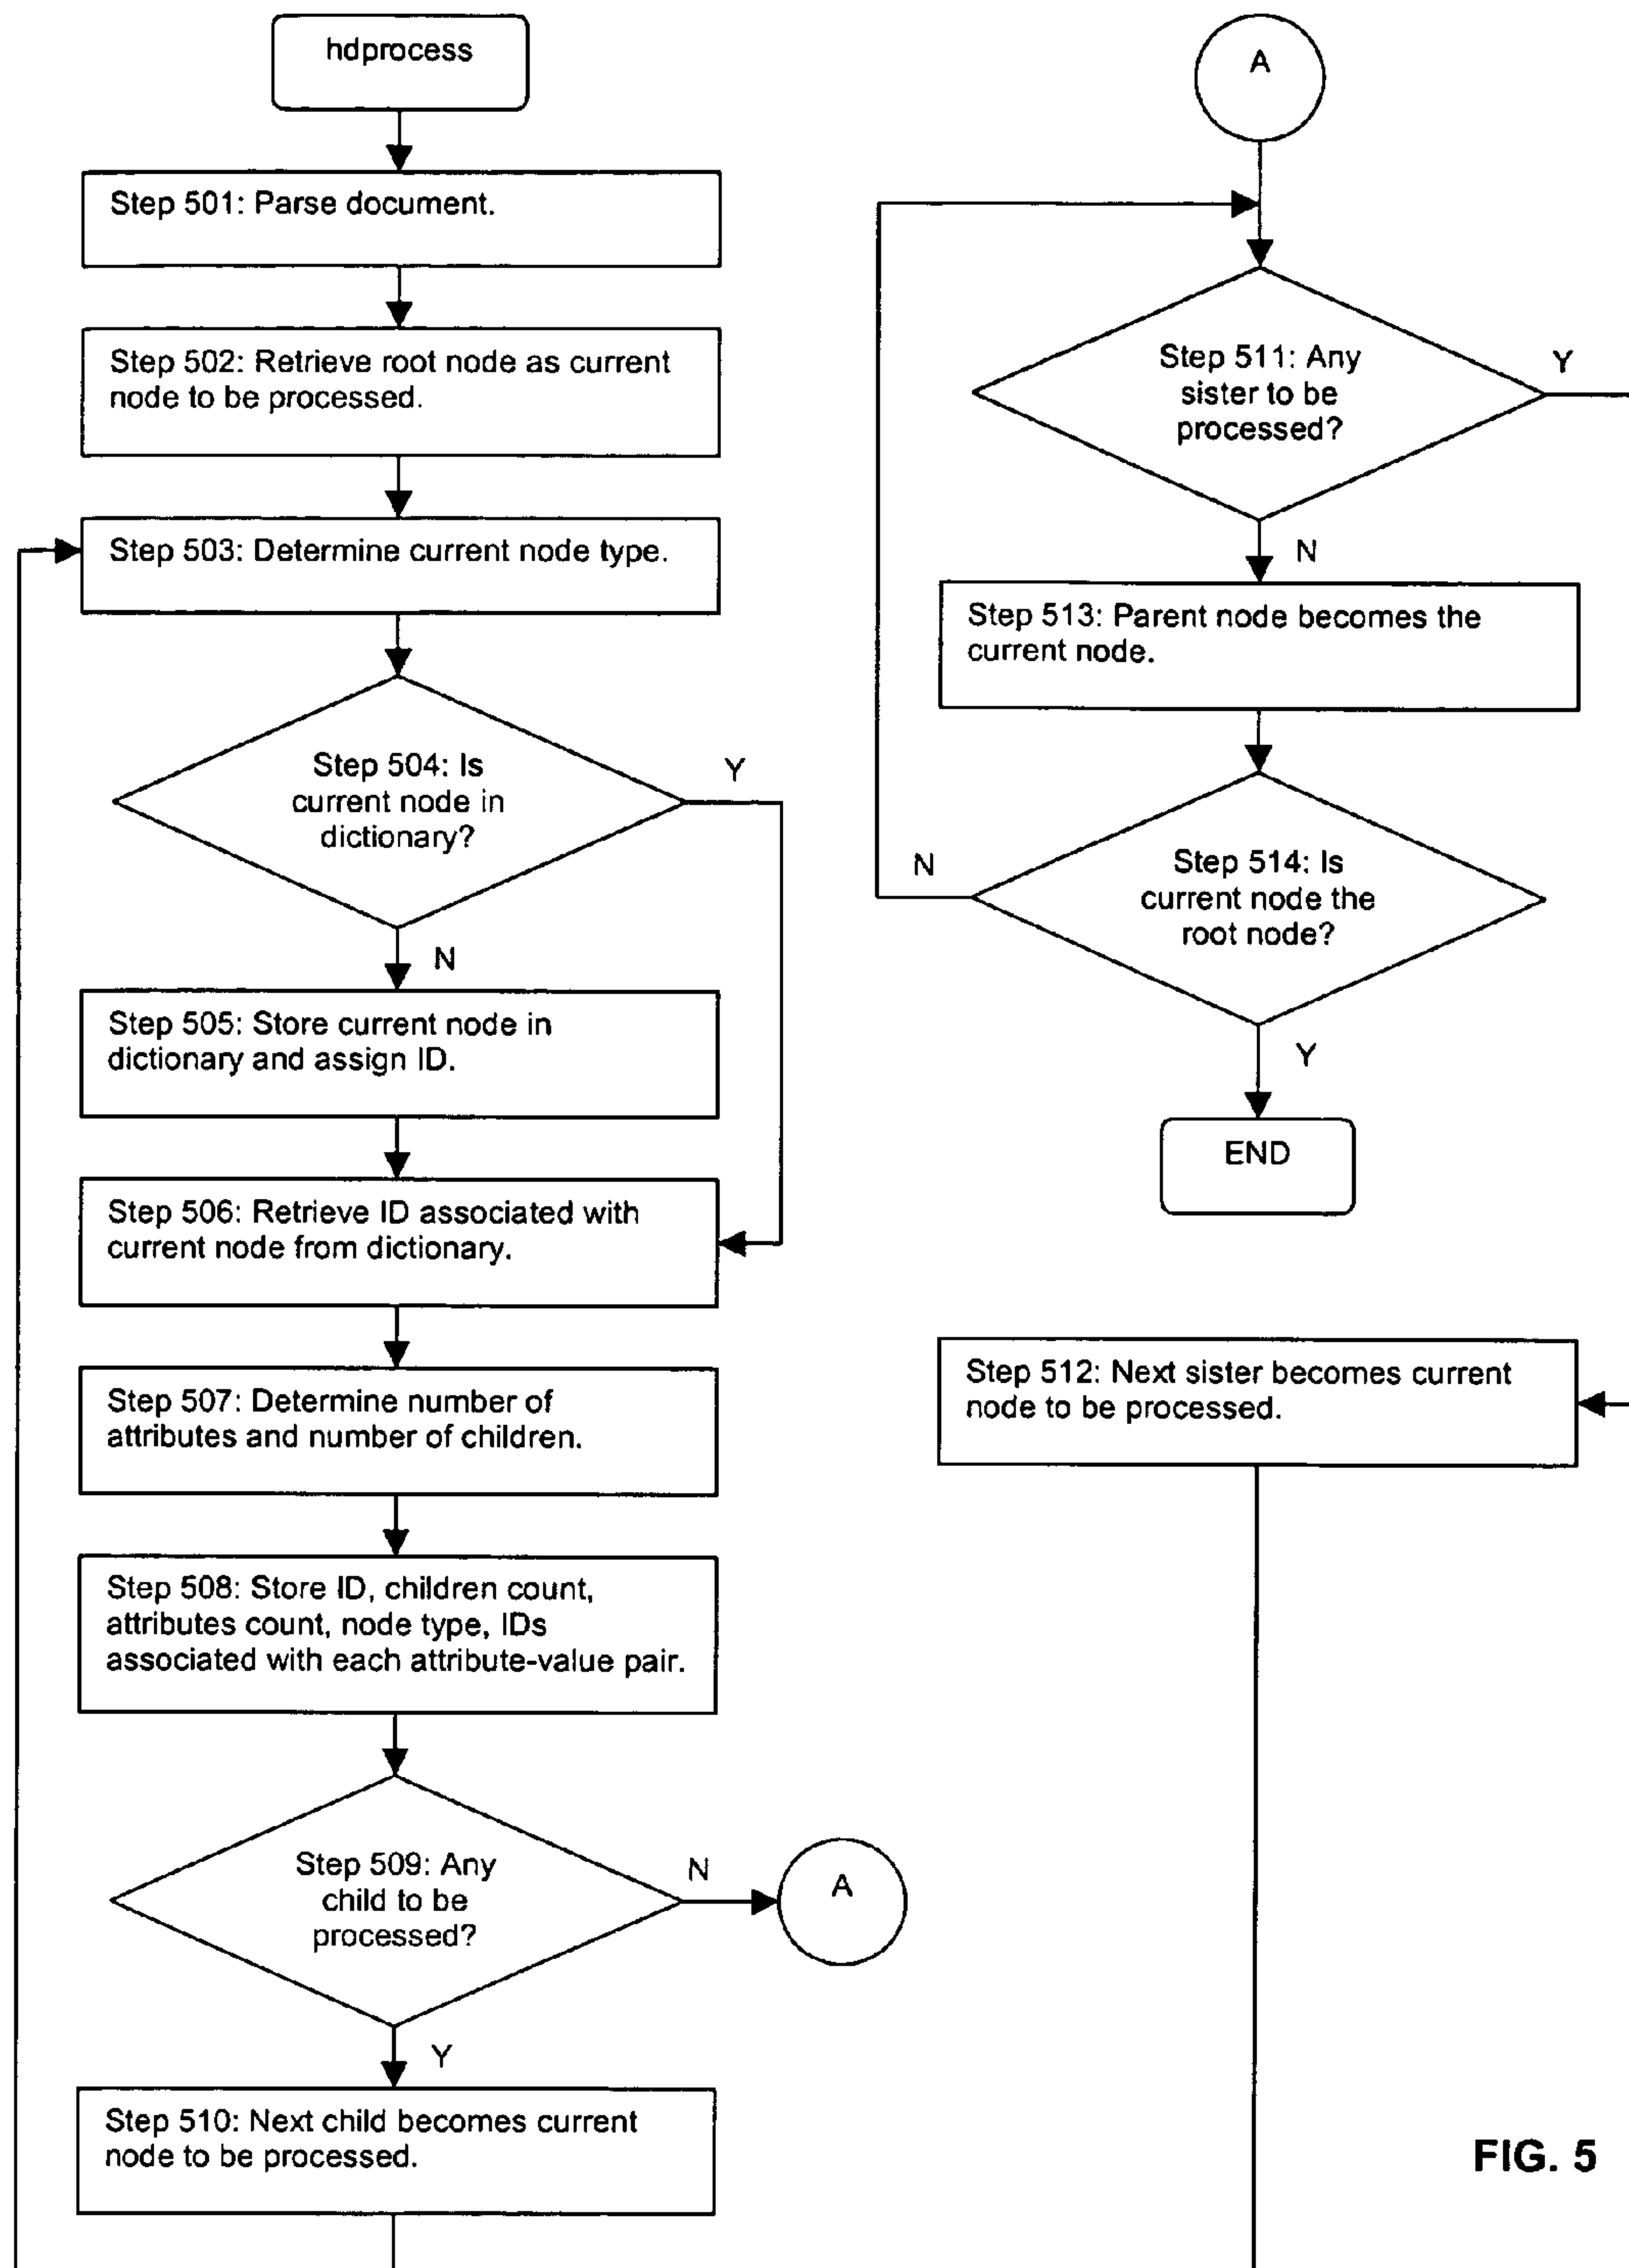 hdprocess
Step 501: Parse document.
Step 502: Retrieve root node as current
node to be processed.
Step 503: Determine current node type.
Step 504: Is
current node in
dictionary?
Y
N
Step 505: Store current node in
dictionary and assign ID.
Step 506: Retrieve ID associated with
current node from dictionary.
Step 507: Determine number of
attributes and number of children.
Step 508: Store ID, children count,
attributes count, node type, IDs
associated with each attribute-value pair.
Step 509: Any
child to be
processed?
N
A
Y
Step 510: Next child becomes current
node to be processed.
A
Step 511: Any
sister to be
processed?
Y
N
Step 513: Parent node becomes the
current node.
Step 514: Is
current node the
root node?
N
Y
END
Step 512: Next sister becomes current
node to be processed.
FIG. 5